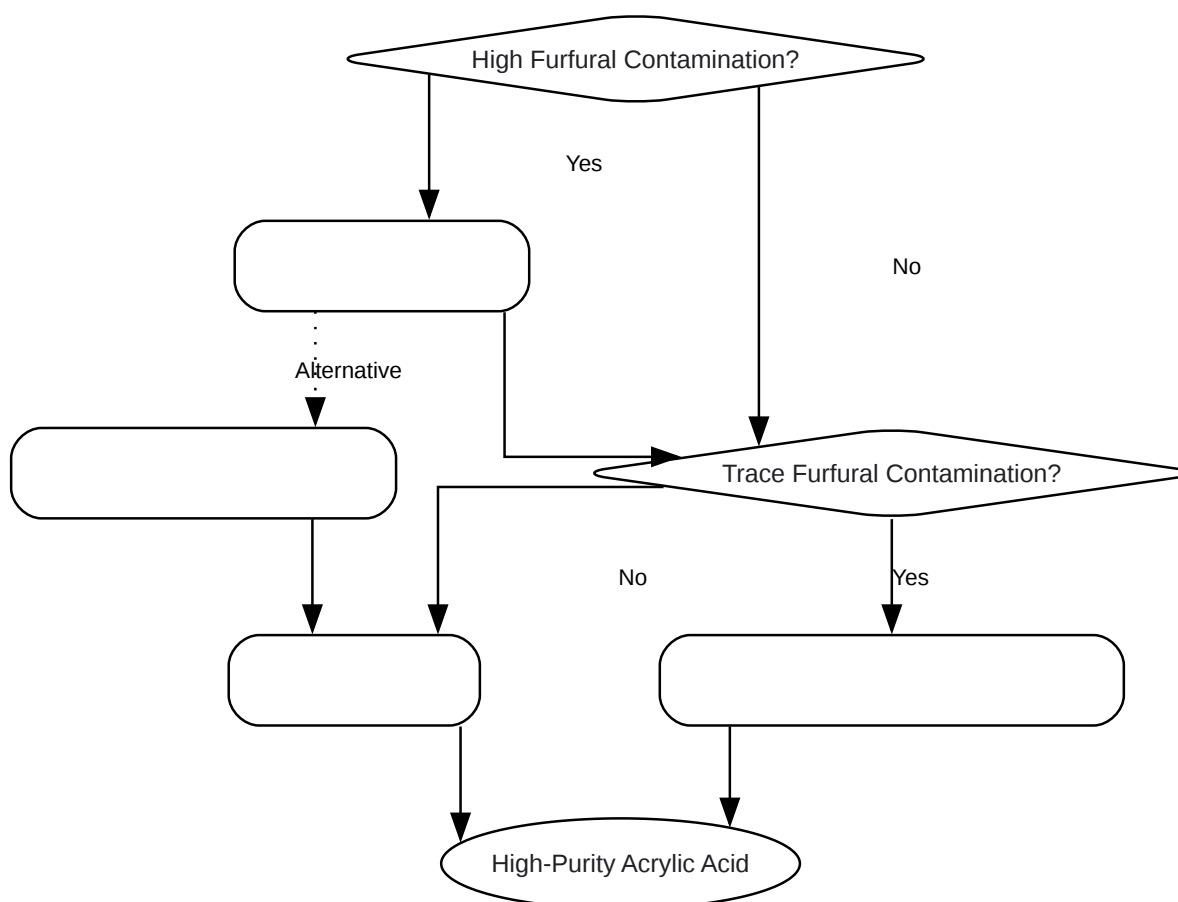 High Furfural Contamination?
Yes
No
Alternative
Trace Furfural Contamination?
No
Yes
High-Purity Acrylic Acid